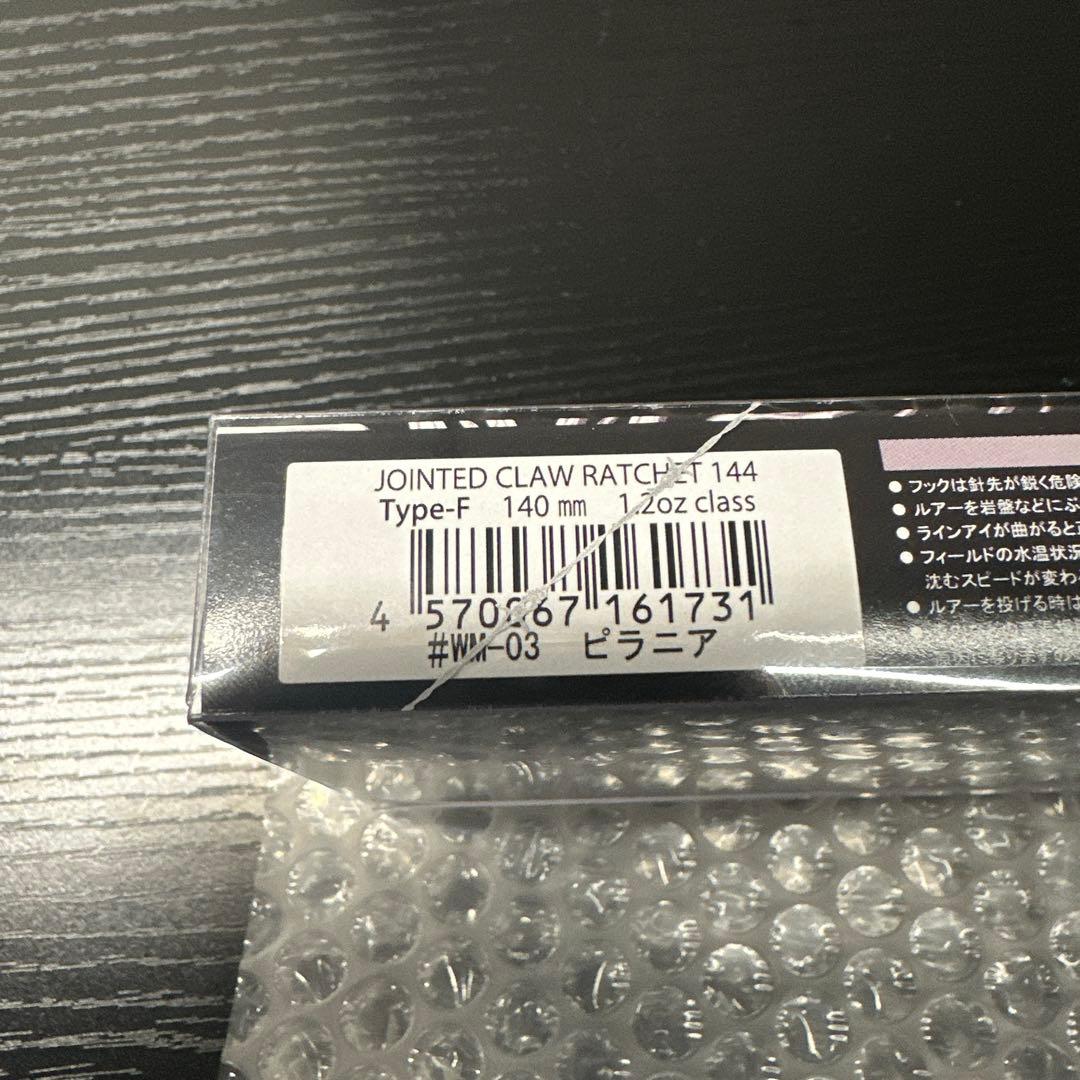 JOINTED CLAW RATCHET 144
Type-F 140 mm 1.2oz class
4 570067 161731
#WM-03 ピラニア
● フックは針先が鋭く危険
● ルアーを岩盤などにぶ
● ラインアイが曲がると
● フィールドの水温状況
沈むスピードが変わ
● ルアーを投げる時は